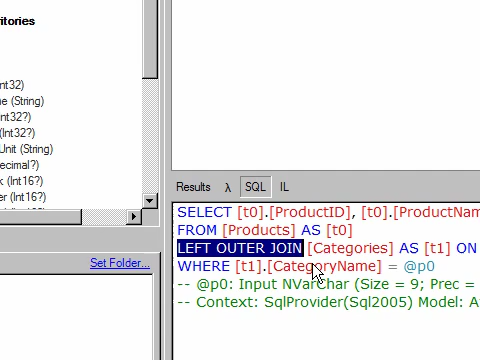 ritories
nt32)
e (String)
nt32?)
(Int32?)
Unit (String)
ecimal?)
k (Int16?)
er (Int16?)
Set Folder...
Results λ SQL IL
SELECT [t0].[ProductID], [t0].[ProductNam
FROM [Products] AS [t0]
LEFT OUTER JOIN [Categories] AS [t1] ON
WHERE [t1].[CategoryName] = @p0
-- @p0: Input NVarChar (Size = 9; Prec =
-- Context: SqlProvider(Sql2005) Model: At